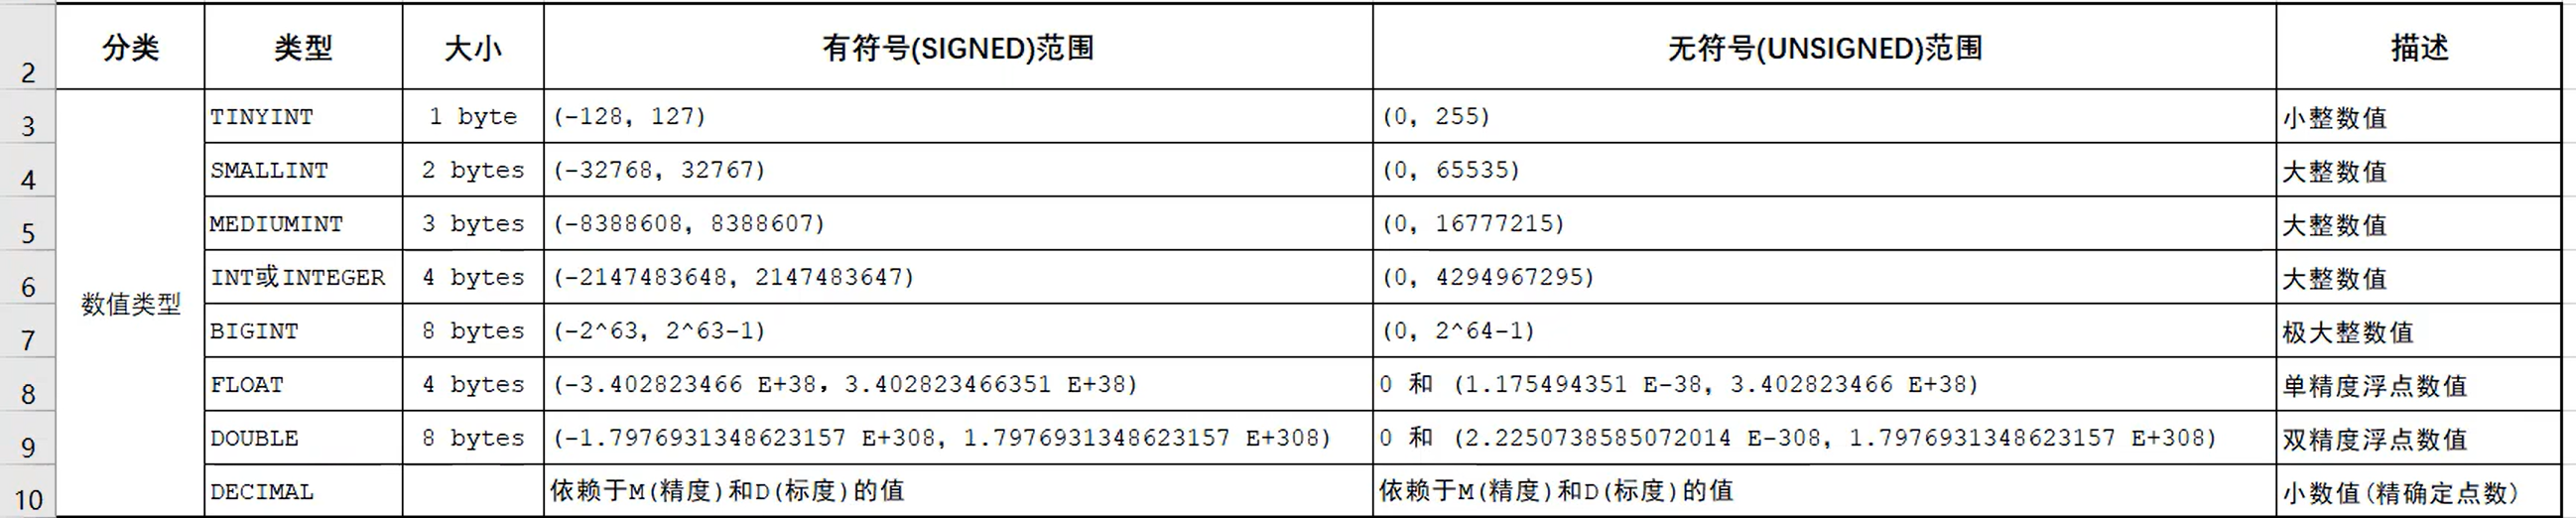 2 分类 类型 大小 有符号(SIGNED)范围 无符号(UNSIGNED)范围 描述
3 TINYINT 1 byte (-128, 127) (0, 255) 小整数值
4 SMALLINT 2 bytes (-32768, 32767) (0, 65535) 大整数值
5 MEDIUMINT 3 bytes (-8388608, 8388607) (0, 16777215) 大整数值
6 INT或INTEGER 4 bytes (-2147483648, 2147483647) (0, 4294967295) 大整数值
数值类型
7 BIGINT 8 bytes (-2^63, 2^63-1) (0, 2^64-1) 极大整数值
8 FLOAT 4 bytes (-3.402823466 E+38, 3.402823466351 E+38) 0 和 (1.175494351 E-38, 3.402823466 E+38) 单精度浮点数值
9 DOUBLE 8 bytes (-1.7976931348623157 E+308, 1.7976931348623157 E+308) 0 和 (2.2250738585072014 E-308, 1.7976931348623157 E+308) 双精度浮点数值
10 DECIMAL 依赖于M(精度)和D(标度)的值 依赖于M(精度)和D(标度)的值 小数值(精确定点数)